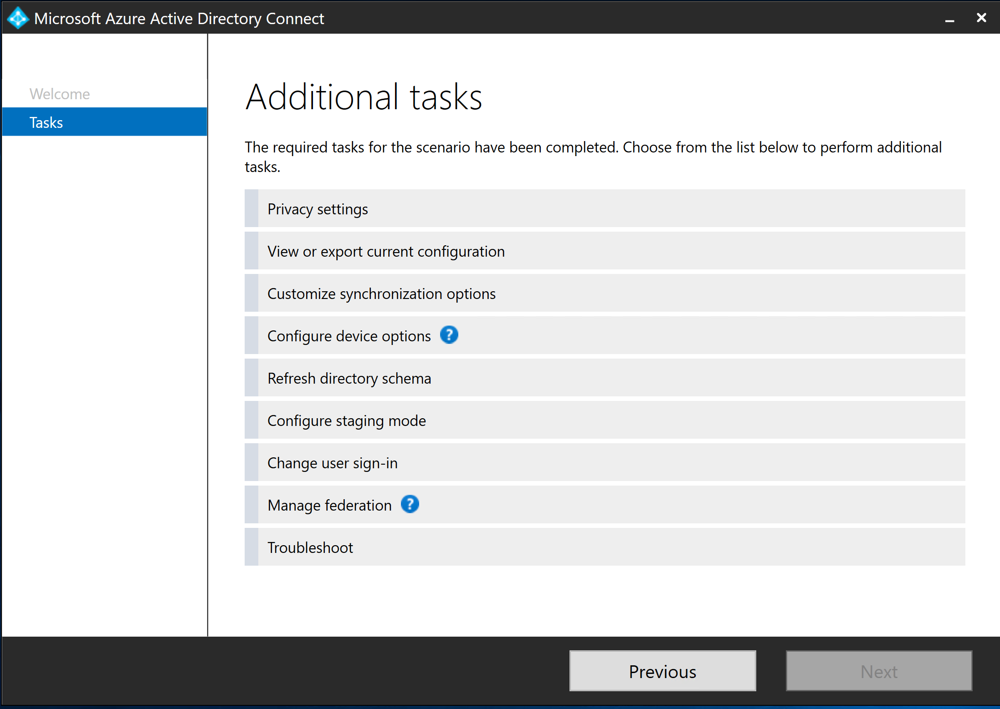 Microsoft Azure Active Directory Connect
Welcome
Tasks
Additional tasks
The required tasks for the scenario have been completed. Choose from the list below to perform additional
tasks.
Privacy settings
View or export current configuration
Customize synchronization options
Configure device options ?
Refresh directory schema
Configure staging mode
Change user sign-in
Manage federation ?
Troubleshoot
Previous
Next